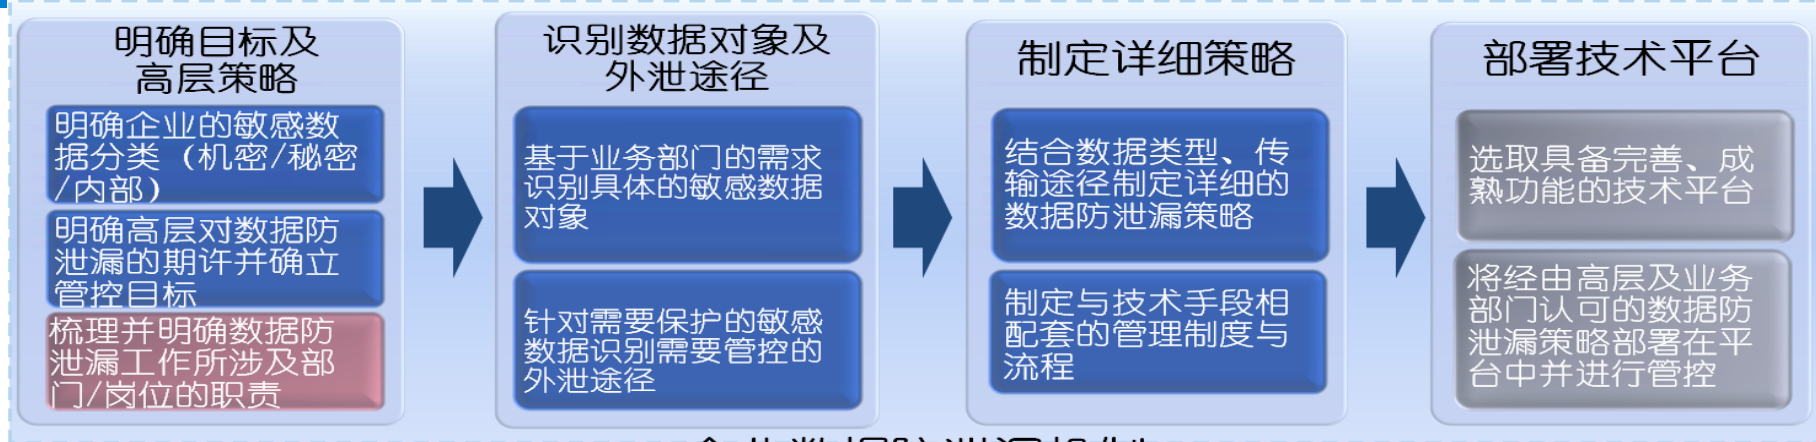 明确目标及
高层策略
明确企业的敏感数
据分类（机密/秘密
/内部）
明确高层对数据防
泄漏的期许并确立
管控目标
梳理并明确数据防
泄漏工作所涉及部
门/岗位的职责
识别数据对象及
外泄途径
基于业务部门的需求
识别具体的敏感数据
对象
针对需要保护的敏感
数据识别需要管控的
外泄途径
制定详细策略
结合数据类型、传
输途径制定详细的
数据防泄漏策略
制定与技术手段相
配套的管理制度与
流程
部署技术平台
选取具备完善、成
熟功能的技术平台
将经由高层及业务
部门认可的数据防
泄漏策略部署在平
台中并进行管控